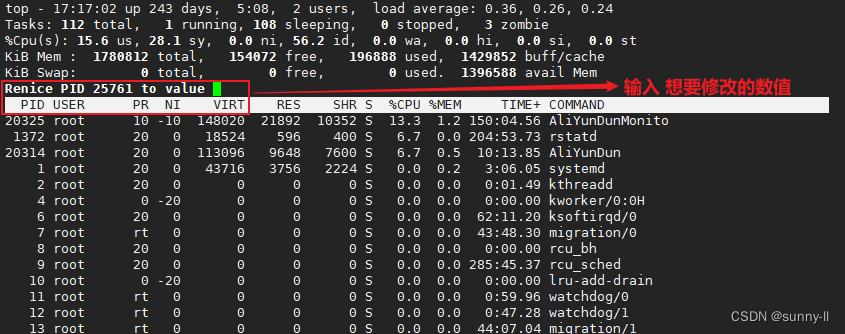 top - 17:17:02 up 243 days,  5:08,  2 users,  load average: 0.36, 0.26, 0.24
Tasks: 112 total,   1 running, 108 sleeping,   0 stopped,   3 zombie
%Cpu(s): 15.6 us, 28.1 sy,  0.0 ni, 56.2 id,  0.0 wa,  0.0 hi,  0.0 si,  0.0 st
KiB Mem :  1780812 total,   154072 free,   196888 used,  1429852 buff/cache
KiB Swap:        0 total,        0 free,        0 used.  1396588 avail Mem
Renice PID 25761 to value
输入 想要修改的数值
  PID USER      PR  NI    VIRT    RES    SHR S  %CPU %MEM     TIME+ COMMAND
20325 root      10 -10  148020  21892  10352 S  13.3  1.2 150:04.56 AliYunDunMonito
 1372 root      20   0   18524    596    400 S   6.7  0.0 204:53.73 rstatd
20314 root      20   0  113096   9648   7600 S   6.7  0.5  10:13.85 AliYunDun
    1 root      20   0   43716   3756   2224 S   0.0  0.2   3:06.05 systemd
    2 root      20   0       0      0      0 S   0.0  0.0   0:01.49 kthreadd
    4 root       0 -20       0      0      0 S   0.0  0.0   0:00.00 kworker/0:0H
    6 root      20   0       0      0      0 S   0.0  0.0  62:11.20 ksoftirqd/0
    7 root      rt   0       0      0      0 S   0.0  0.0  43:48.30 migration/0
    8 root      20   0       0      0      0 S   0.0  0.0   0:00.00 rcu_bh
    9 root      20   0       0      0      0 S   0.0  0.0 285:45.37 rcu_sched
   10 root       0 -20       0      0      0 S   0.0  0.0   0:00.00 lru-add-drain
   11 root      rt   0       0      0      0 S   0.0  0.0   0:59.96 watchdog/0
   12 root      rt   0       0      0      0 S   0.0  0.0   0:47.28 watchdog/1
   13 root      rt   0       0      0      0 S   0.0  0.0  44:07.04 migration/1
CSDN @sunny-ll